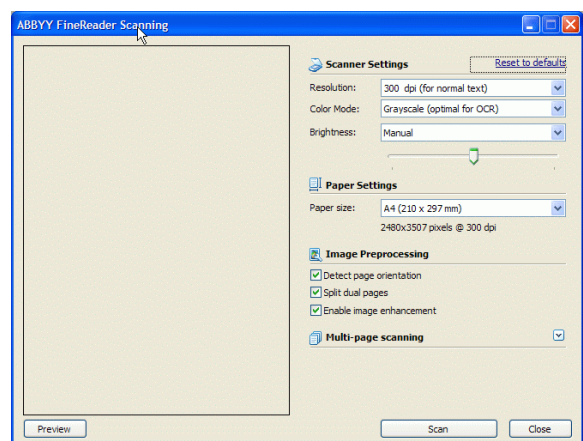 ABBYY FineReader Scanning
Scanner Settings Reset to defaults
Resolution: 300 dpi (for normal text)
Color Mode: Grayscale (optimal for OCR)
Brightness: Manual
Paper Settings
Paper size: A4 (210 x 297 mm)
2480x3507 pixels @ 300 dpi
Image Preprocessing
Detect page orientation
Split dual pages
Enable image enhancement
Multi-page scanning
Preview Scan Close